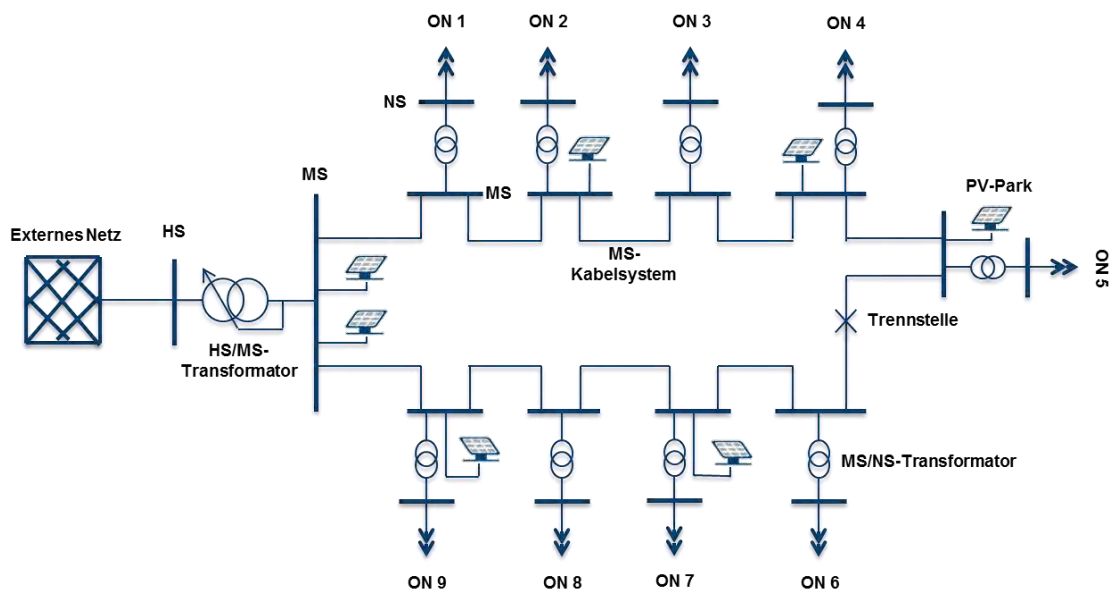 ON 1
ON 2
ON 3
ON 4
NS
MS
MS
PV-Park
Externes Netz
HS
MS-
Kabelsystem
ON 5
Trennstelle
HS/MS-
Transformator
MS/NS-Transformator
ON 9
ON 8
ON 7
ON 6